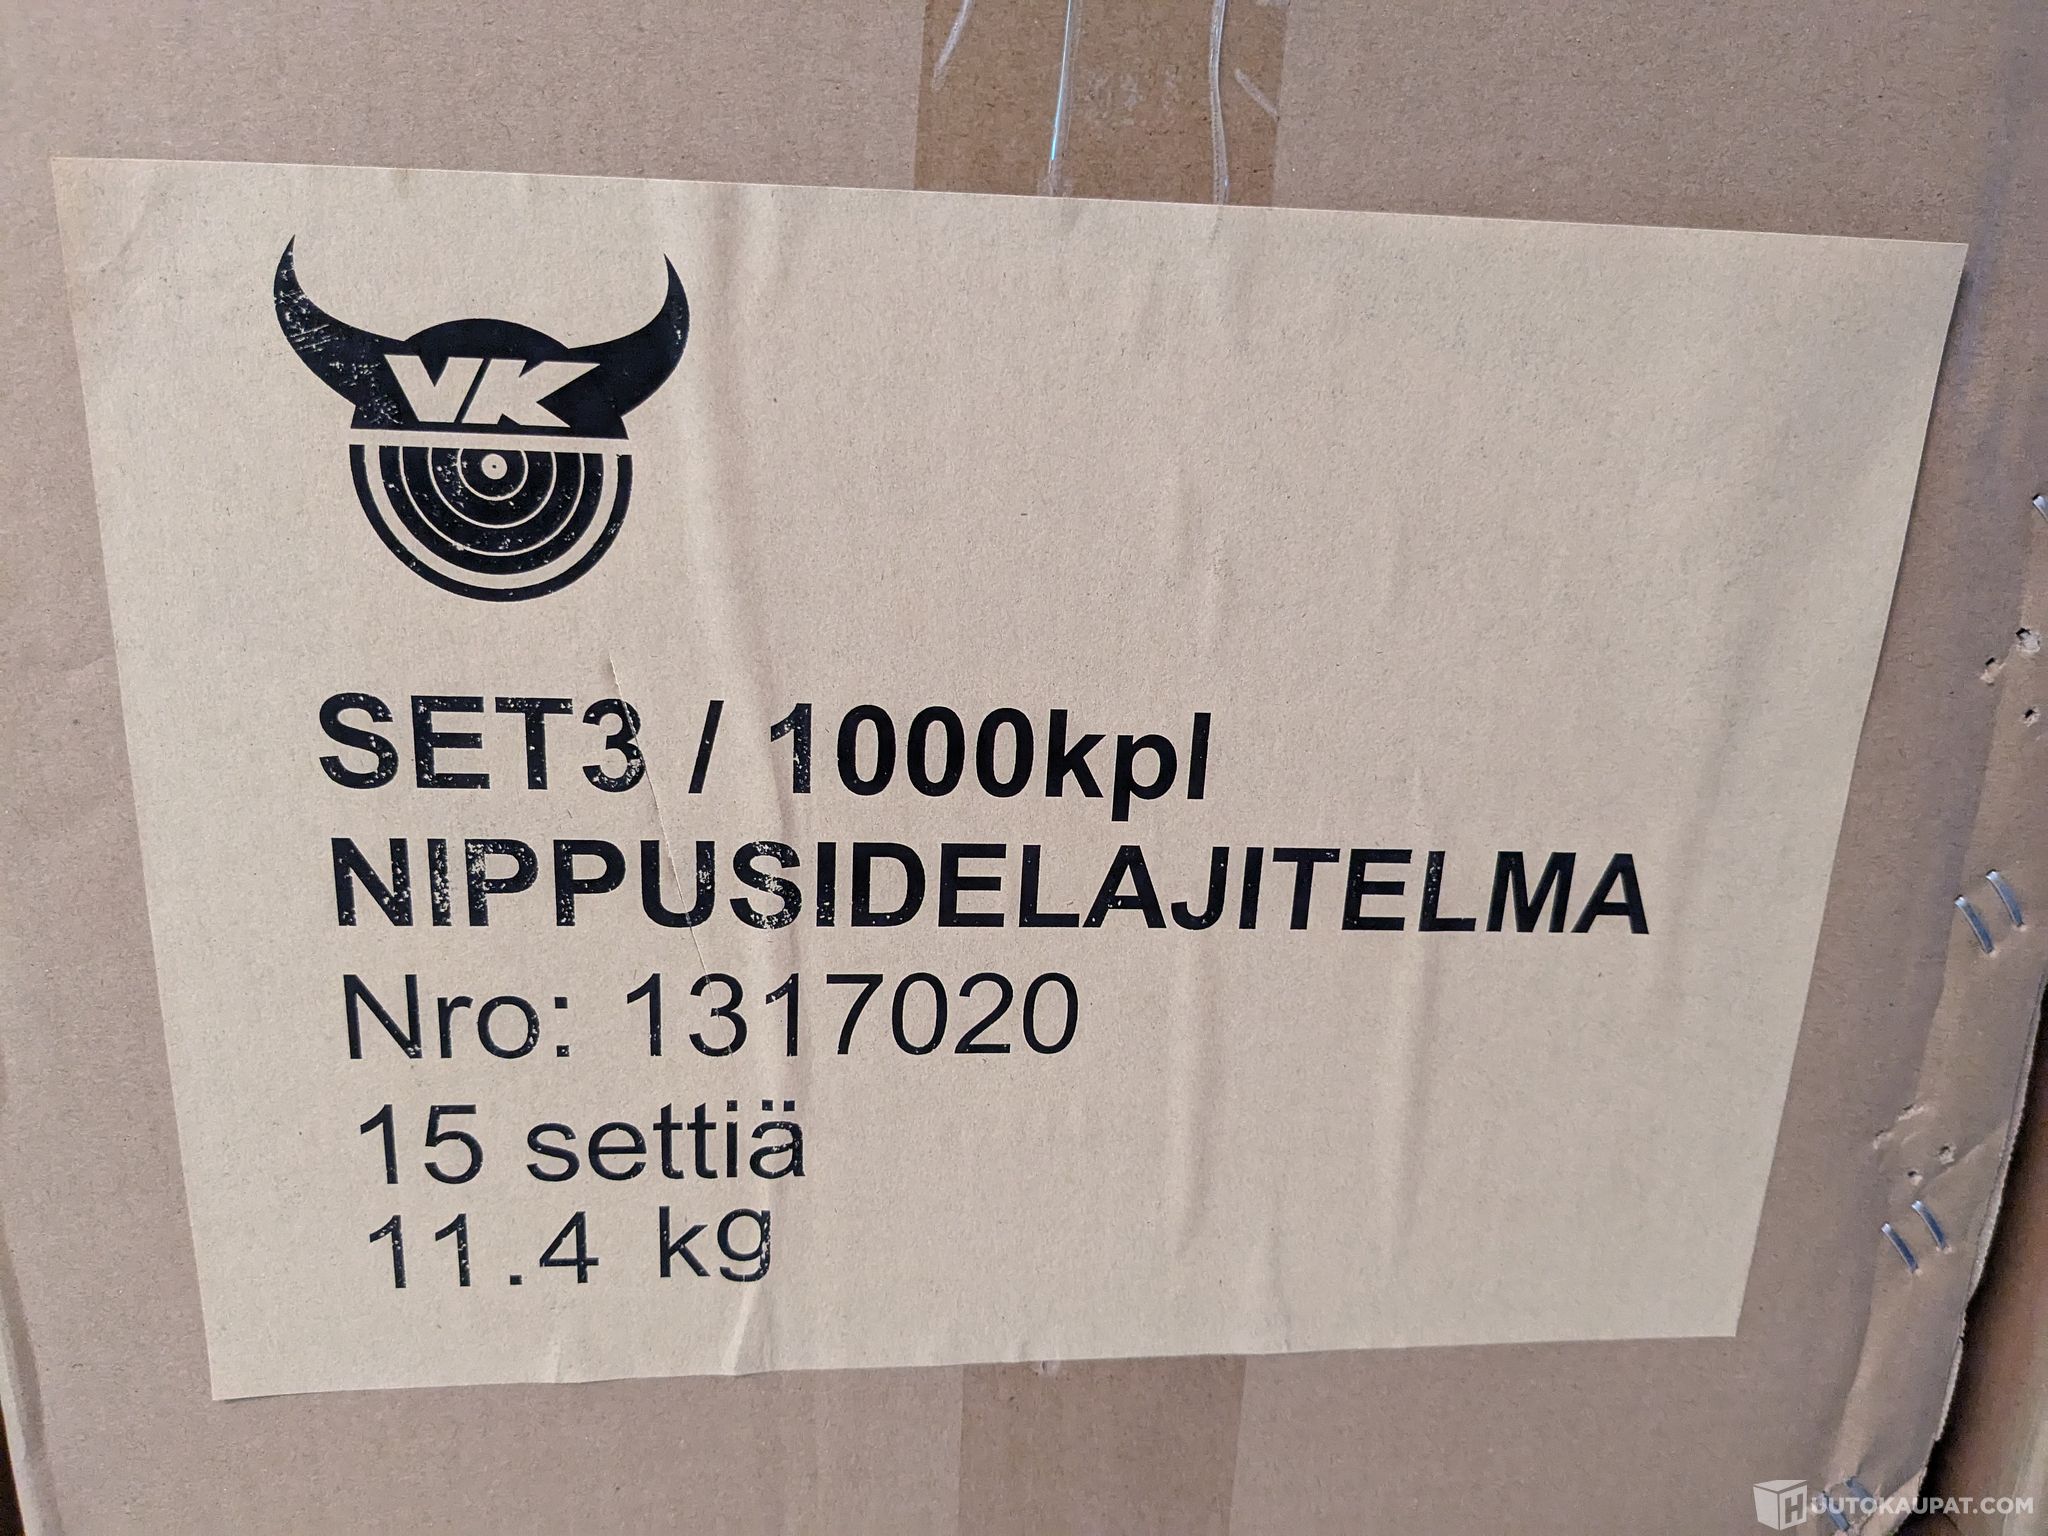 VK
SET3 / 1000kpl
NIPPUSIDELAJITELMA
Nro: 1317020
15 settiä
11.4 kg
HUUTOKAUPAT.COM